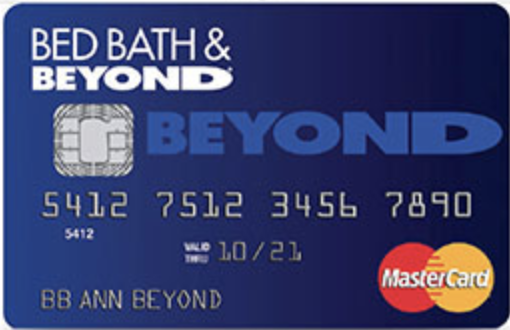 BED BATH &
BEYOND
BEYOND
5412 7512 3456 7890
5412
VALID THRU 10/21
MasterCard
BB ANN BEYOND